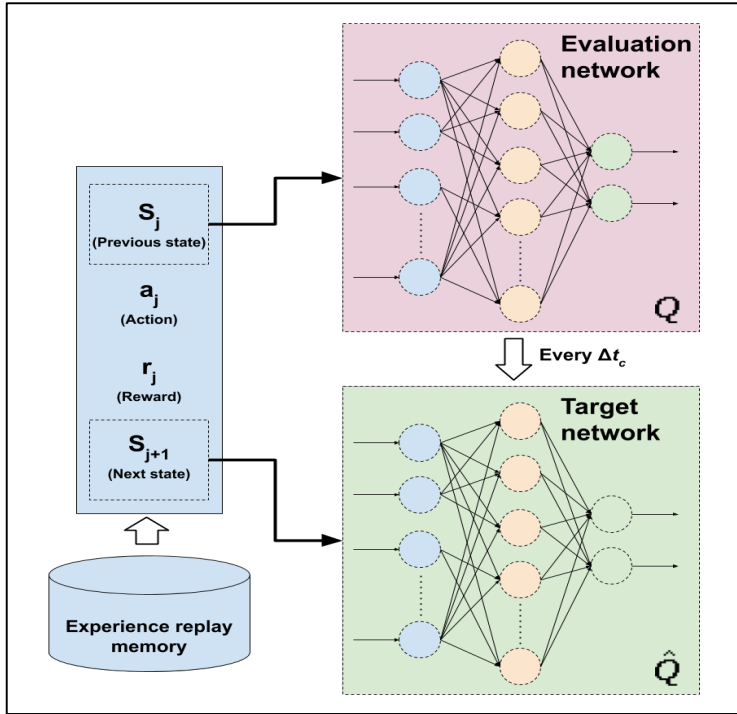 Evaluation
network
S_j
(Previous state)
a_j
(Action)
r_j
(Reward)
S_{j+1}
(Next state)
Experience replay
memory
Q
Every Δt_c
Target
network
Q̂